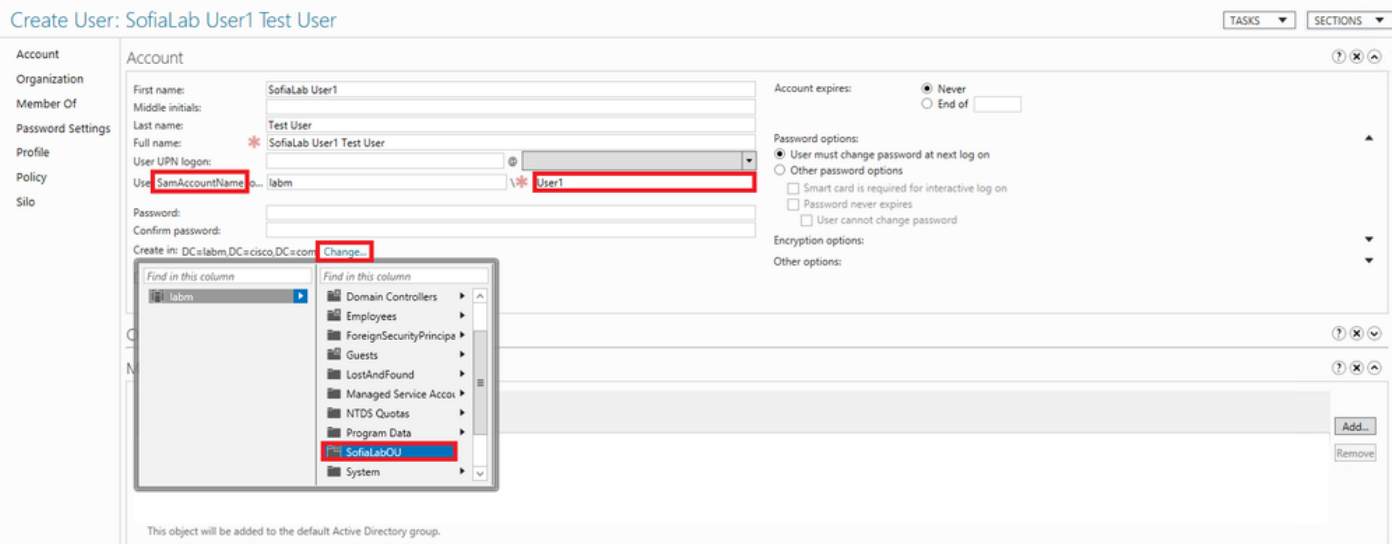 Create User: SofiaLab User1 Test User
TASKS
SECTIONS
Account
Organization
Member Of
Password Settings
Profile
Policy
Silo
Account
First name: SofiaLab User1
Middle initials:
Last name: Test User
Full name: * SofiaLab User1 Test User
User UPN logon: @
Use SamAccountName o... labm \* User1
Password:
Confirm password:
Create in: DC=labm,DC=cisco,DC=com Change...
Find in this column
labm
Find in this column
Domain Controllers
Employees
ForeignSecurityPrincipa
Guests
LostAndFound
Managed Service Accou
NTDS Quotas
Program Data
SofiaLabOU
System
Account expires: Never
End of
Password options:
User must change password at next log on
Other password options
Smart card is required for interactive log on
Password never expires
User cannot change password
Encryption options:
Other options:
O
M
Add...
Remove
This object will be added to the default Active Directory group.